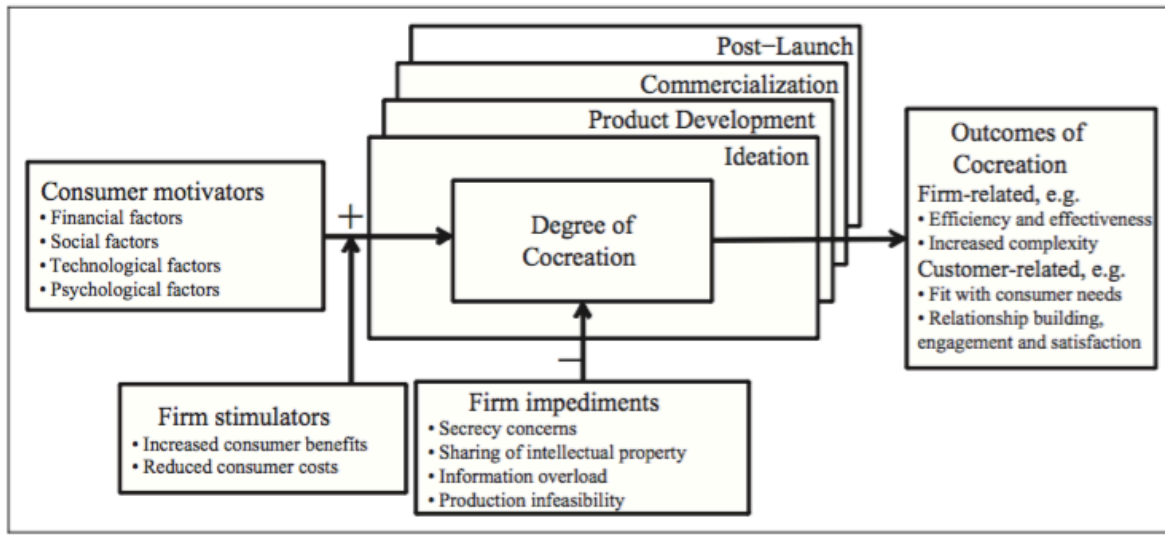 Post−Launch
Commercialization
Product Development
Ideation
Consumer motivators
• Financial factors
• Social factors
• Technological factors
• Psychological factors
+
Degree of
Cocreation
Outcomes of
Cocreation
Firm-related, e.g.
• Efficiency and effectiveness
• Increased complexity
Customer-related, e.g.
• Fit with consumer needs
• Relationship building,
engagement and satisfaction
−
Firm stimulators
• Increased consumer benefits
• Reduced consumer costs
Firm impediments
• Secrecy concerns
• Sharing of intellectual property
• Information overload
• Production infeasibility